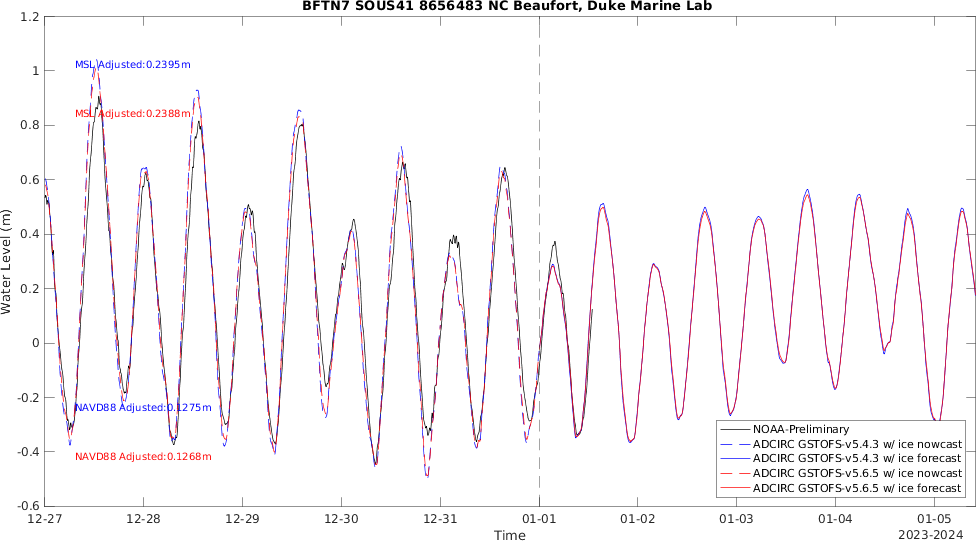 BFTN7 SOUS41 8656483 NC Beaufort, Duke Marine Lab
1.2
1
0.8
0.6
0.4
0.2
0
-0.2
-0.4
-0.6
Water Level (m)
MSL Adjusted:0.2395m
MSL Adjusted:0.2388m
NAVD88 Adjusted:0.1275m
NAVD88 Adjusted:0.1268m
NOAA-Preliminary
ADCIRC GSTOFS-v5.4.3 w/ ice nowcast
ADCIRC GSTOFS-v5.4.3 w/ ice forecast
ADCIRC GSTOFS-v5.6.5 w/ ice nowcast
ADCIRC GSTOFS-v5.6.5 w/ ice forecast
12-27 12-28 12-29 12-30 12-31 01-01 01-02 01-03 01-04 01-05
Time
2023-2024